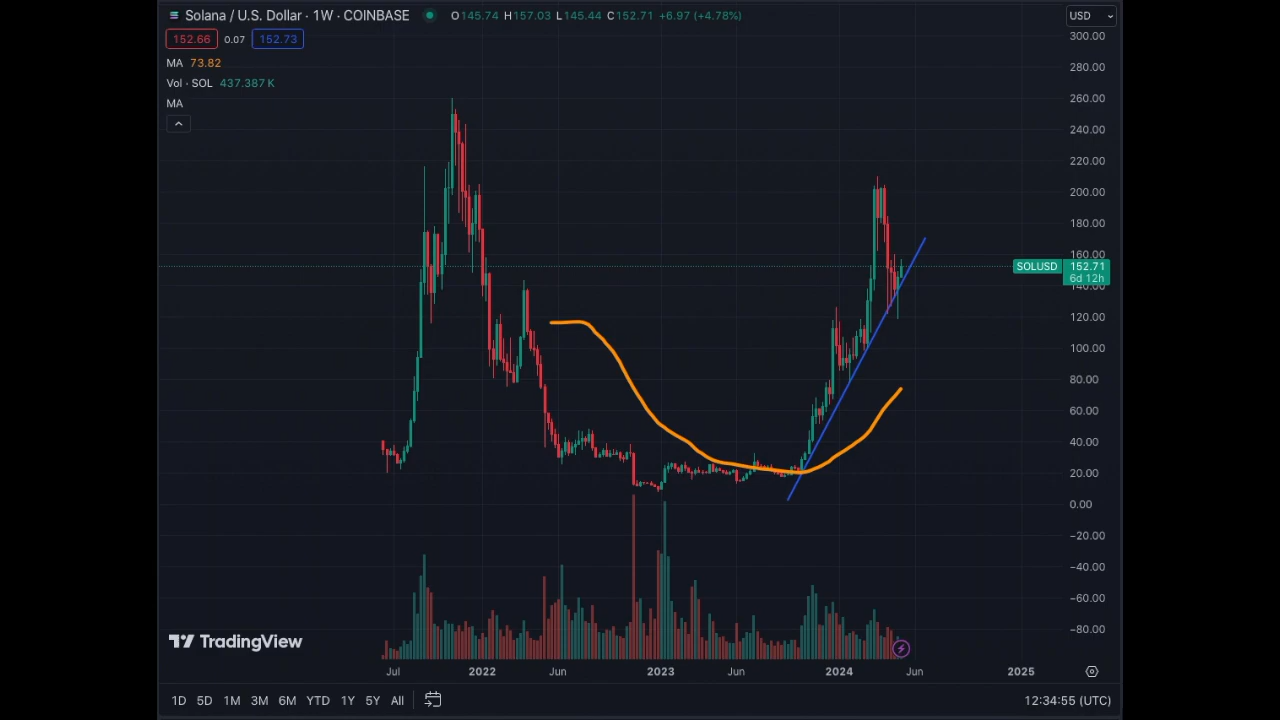 Solana / U.S. Dollar · 1W · COINBASE O145.74 H157.03 L145.44 C152.71 +6.97 (+4.78%)
USD
152.66 0.07 152.73
MA 73.82
Vol · SOL 437.387 K
MA
300.00
280.00
260.00
240.00
220.00
200.00
180.00
160.00
SOLUSD 152.71
6d 12h
140.00
120.00
100.00
80.00
60.00
40.00
20.00
0.00
−20.00
−40.00
−60.00
−80.00
TradingView
Jul 2022 Jun 2023 Jun 2024 Jun 2025
1D 5D 1M 3M 6M YTD 1Y 5Y All 12:34:55 (UTC)